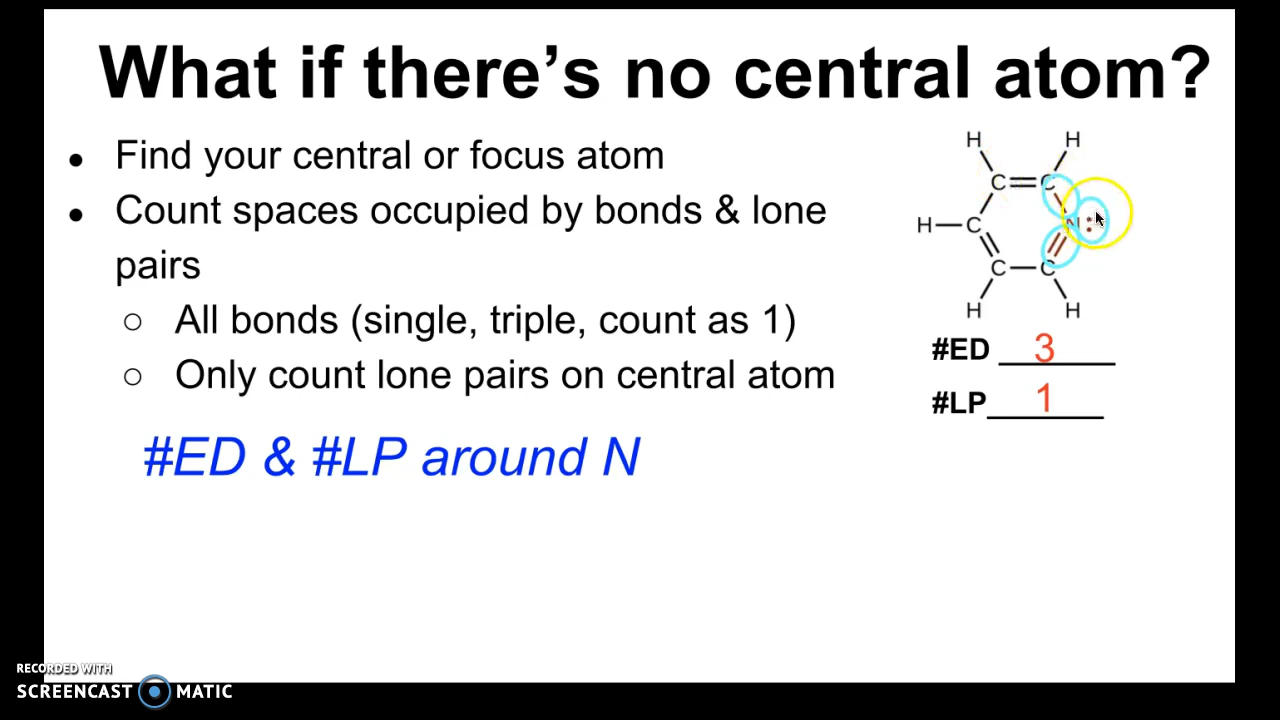 What if there's no central atom?
● Find your central or focus atom
● Count spaces occupied by bonds & lone
pairs
○ All bonds (single, triple, count as 1)
○ Only count lone pairs on central atom
#ED & #LP around N
H H
C C
H C N
C C
H H
#ED 3
#LP 1
RECORDED WITH
SCREENCAST MATIC